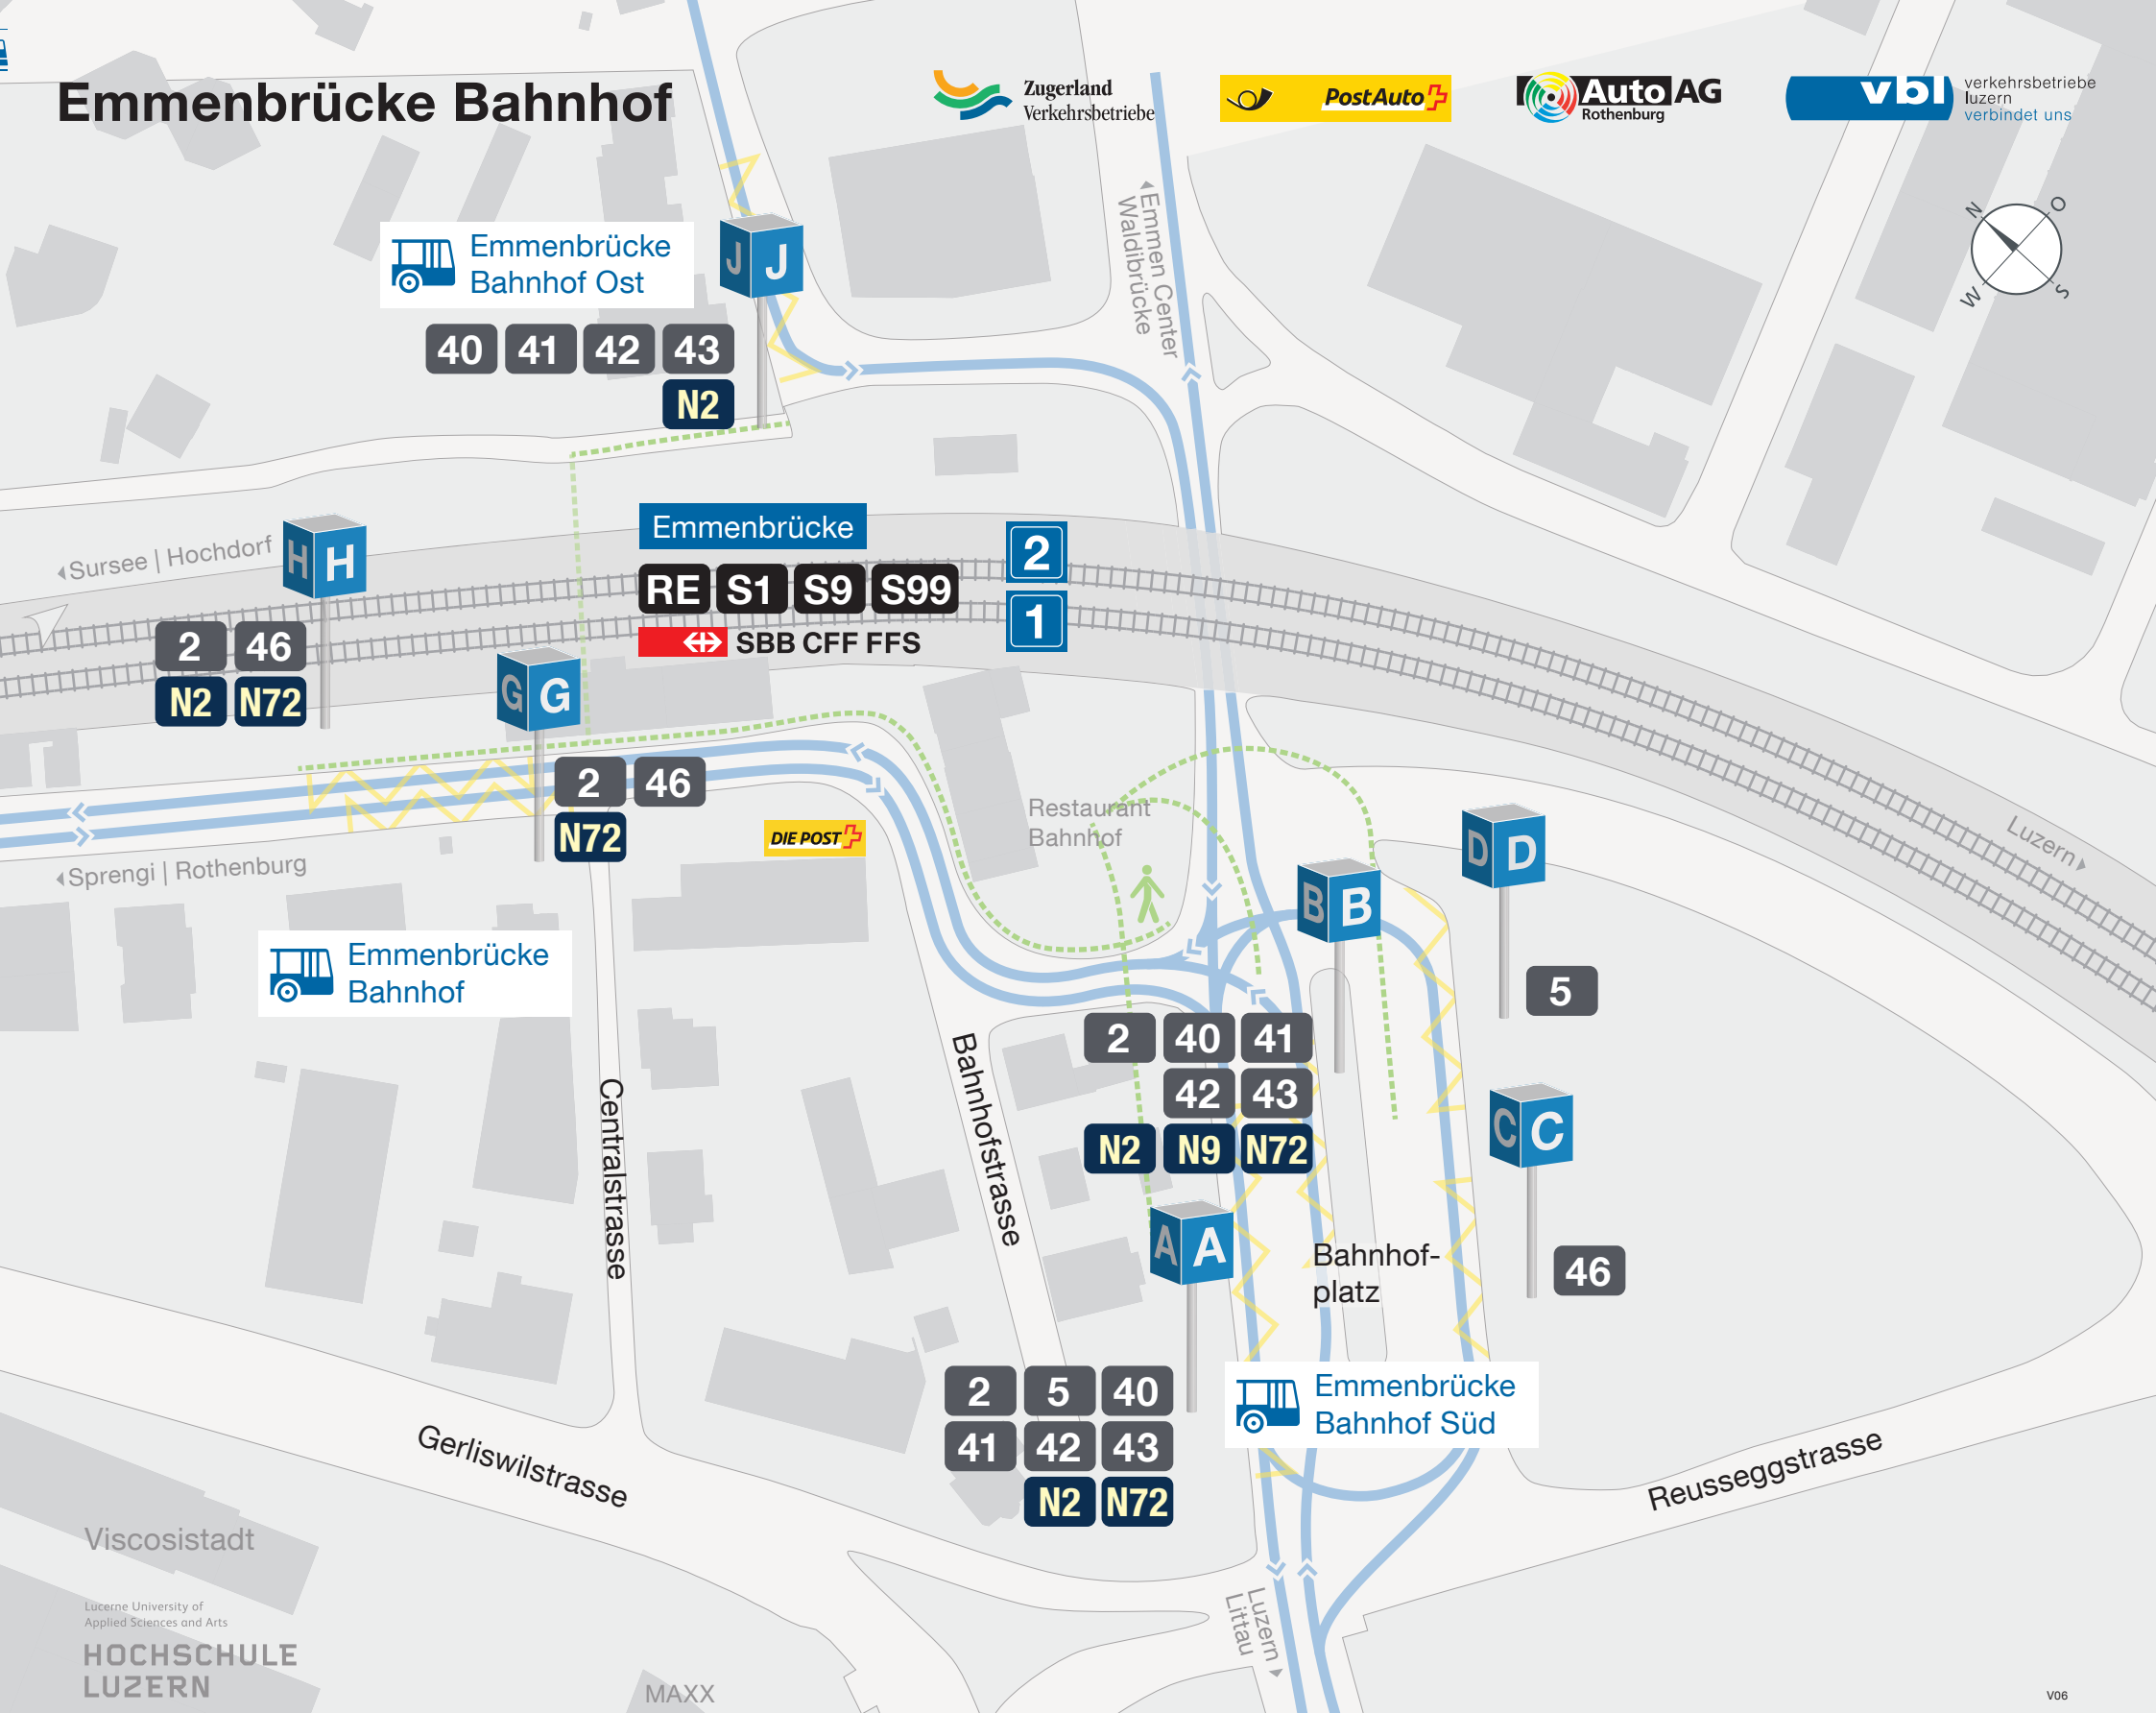 Emmenbrücke Bahnhof
Zugerland
Verkehrsbetriebe
PostAuto
Auto AG
Rothenburg
vbl
verkehrsbetriebe
luzern
verbindet uns
N
O
W
S
Emmen Center
Waldibrücke
Emmenbrücke
Bahnhof Ost
J J
40 41 42 43
N2
Sursee | Hochdorf
H H
2 46
N2 N72
Emmenbrücke
RE S1 S9 S99
SBB CFF FFS
2
1
G G
2 46
N72
DIE POST
Sprengi | Rothenburg
Restaurant
Bahnhof
Luzern
D D
5
B B
2 40 41
42 43
N2 N9 N72
C C
46
Emmenbrücke
Bahnhof
Centralstrasse
Bahnhofstrasse
A A
Bahnhof-
platz
2 5 40
41 42 43
N2 N72
Emmenbrücke
Bahnhof Süd
Gerliswilstrasse
Reusseggstrasse
Viscosistadt
Lucerne University of
Applied Sciences and Arts
HOCHSCHULE
LUZERN
MAXX
Luzern
Littau
V06